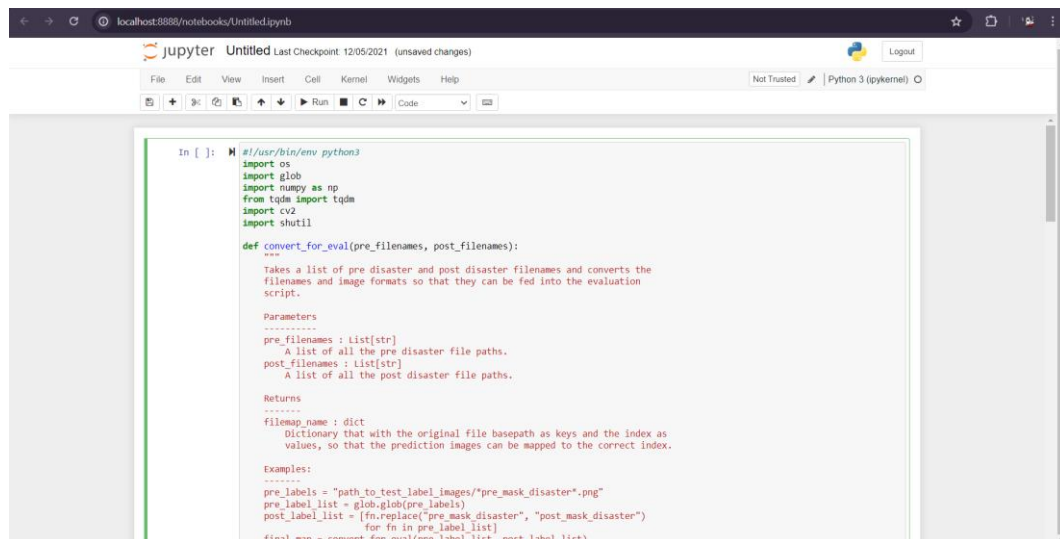 localhost:8888/notebooks/Untitled.ipynb
jupyter Untitled Last Checkpoint: 12/05/2021 (unsaved changes)
Logout
File Edit View Insert Cell Kernel Widgets Help
Not Trusted Python 3 (ipykernel)
Run Code
In [ ]: #!/usr/bin/env python3
import os
import glob
import numpy as np
from tqdm import tqdm
import cv2
import shutil
def convert_for_eval(pre_filenames, post_filenames):
"""
Takes a list of pre disaster and post disaster filenames and converts the
filenames and image formats so that they can be fed into the evaluation
script.
Parameters
----------
pre_filenames : List[str]
A list of all the pre disaster file paths.
post_filenames : List[str]
A list of all the post disaster file paths.
Returns
-------
filemap_name : dict
Dictionary that with the original file basepath as keys and the index as
values, so that the prediction images can be mapped to the correct index.
Examples:
-------
pre_labels = "path_to_test_label_images/*pre_mask_disaster*.png"
pre_label_list = glob.glob(pre_labels)
post_label_list = [fn.replace("pre_mask_disaster", "post_mask_disaster")
for fn in pre_label_list]
final_map = convert_for_eval(pre_label_list, post_label_list)